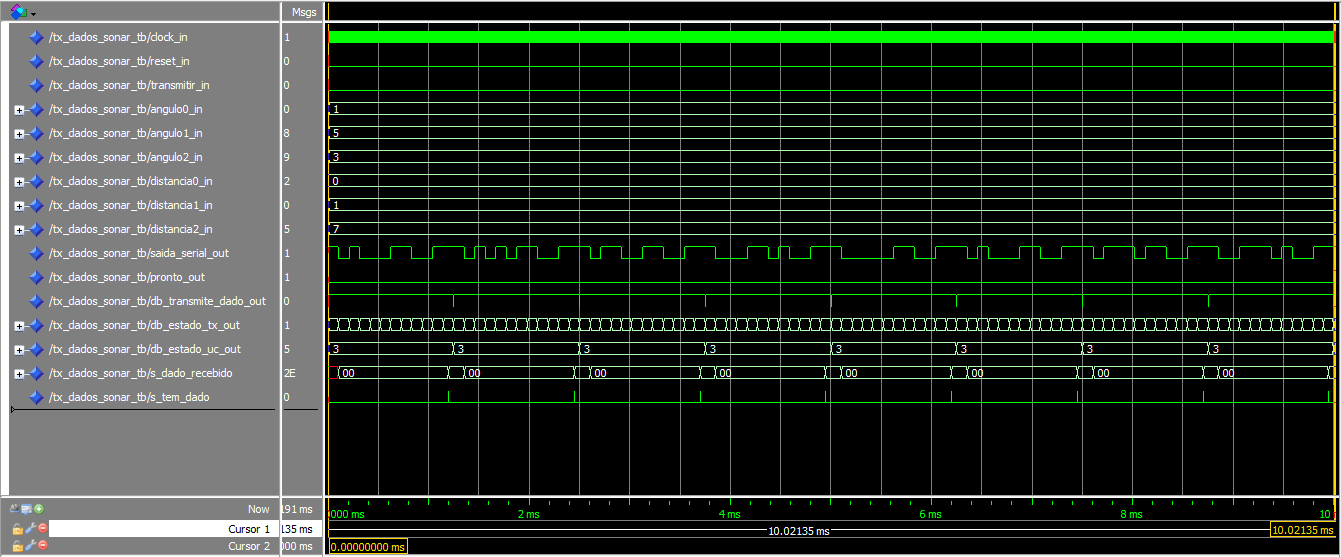 Msgs
/tx_dados_sonar_tb/clock_in 1
/tx_dados_sonar_tb/reset_in 0
/tx_dados_sonar_tb/transmitir_in 0
/tx_dados_sonar_tb/angulo0_in 0 1
/tx_dados_sonar_tb/angulo1_in 8 5
/tx_dados_sonar_tb/angulo2_in 9 3
/tx_dados_sonar_tb/distancia0_in 2 0
/tx_dados_sonar_tb/distancia1_in 0 1
/tx_dados_sonar_tb/distancia2_in 5 7
/tx_dados_sonar_tb/saida_serial_out 1
/tx_dados_sonar_tb/pronto_out 1
/tx_dados_sonar_tb/db_transmite_dado_out 0
/tx_dados_sonar_tb/db_estado_tx_out 1
/tx_dados_sonar_tb/db_estado_uc_out 5 3 3 3 3 3 3 3 3
/tx_dados_sonar_tb/s_dado_recebido 2E 00 00 00 00 00 00 00 00
/tx_dados_sonar_tb/s_tem_dado 0
Now 191 ms 000 ms 2 ms 4 ms 6 ms 8 ms 10
Cursor 1 135 ms 10.02135 ms 10.02135 ms
Cursor 2 000 ms 0.00000000 ms